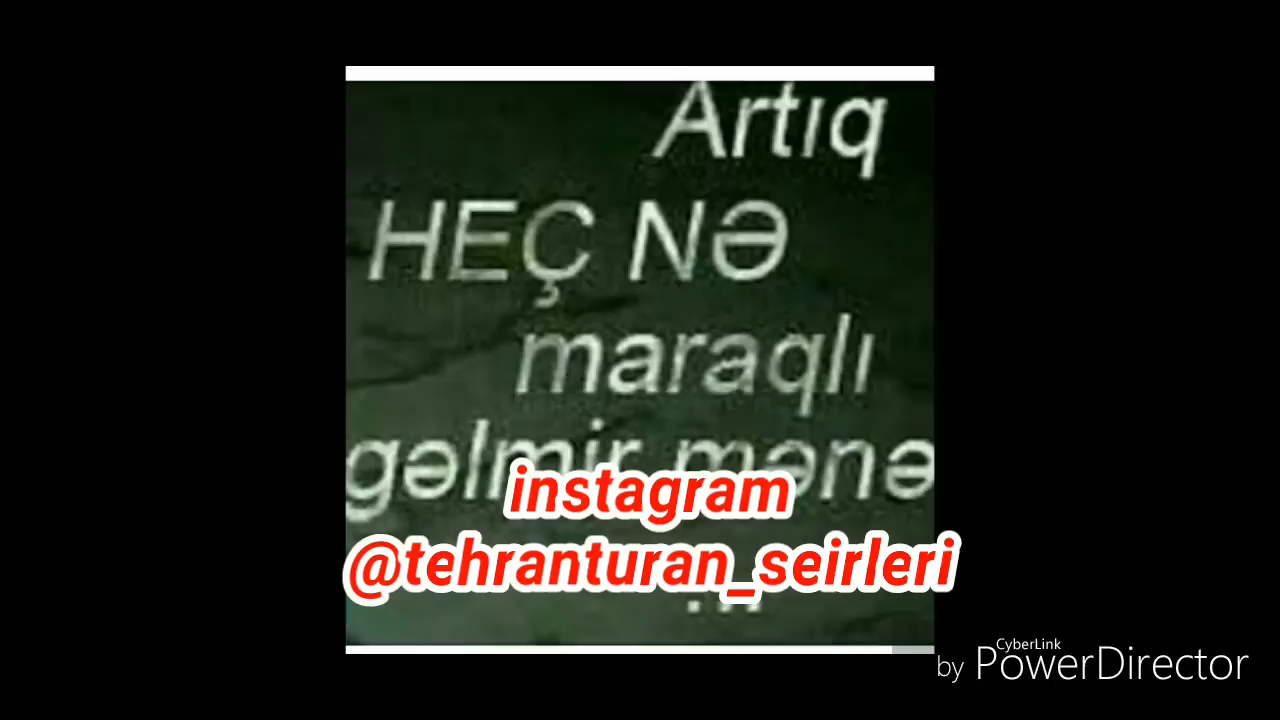 Artıq
HEÇ NƏ
maraqlı
gəlmir mənə
instagram
@tehranturan_seirleri
...
CyberLink
by PowerDirector